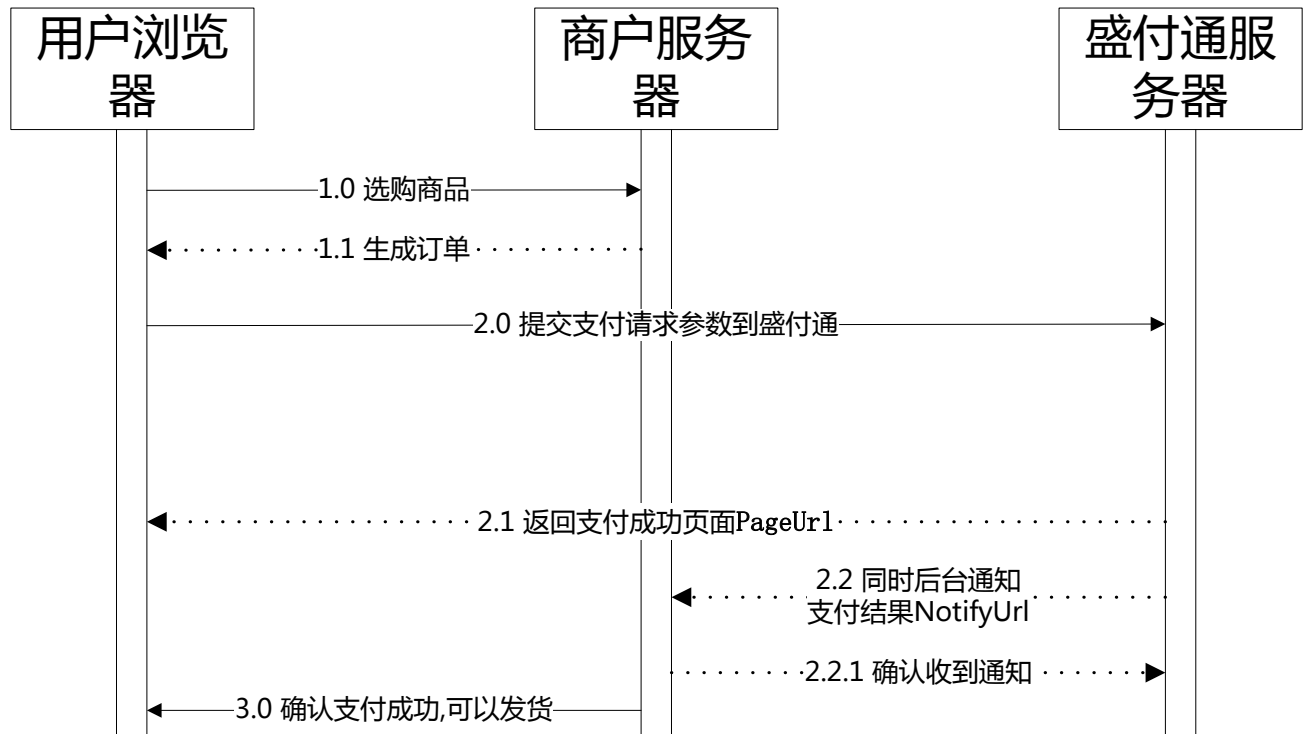 用户浏览
器
商户服务
器
盛付通服
务器
1.0 选购商品
1.1 生成订单
2.0 提交支付请求参数到盛付通
2.1 返回支付成功页面PageUrl
2.2 同时后台通知
支付结果NotifyUrl
2.2.1 确认收到通知
3.0 确认支付成功,可以发货